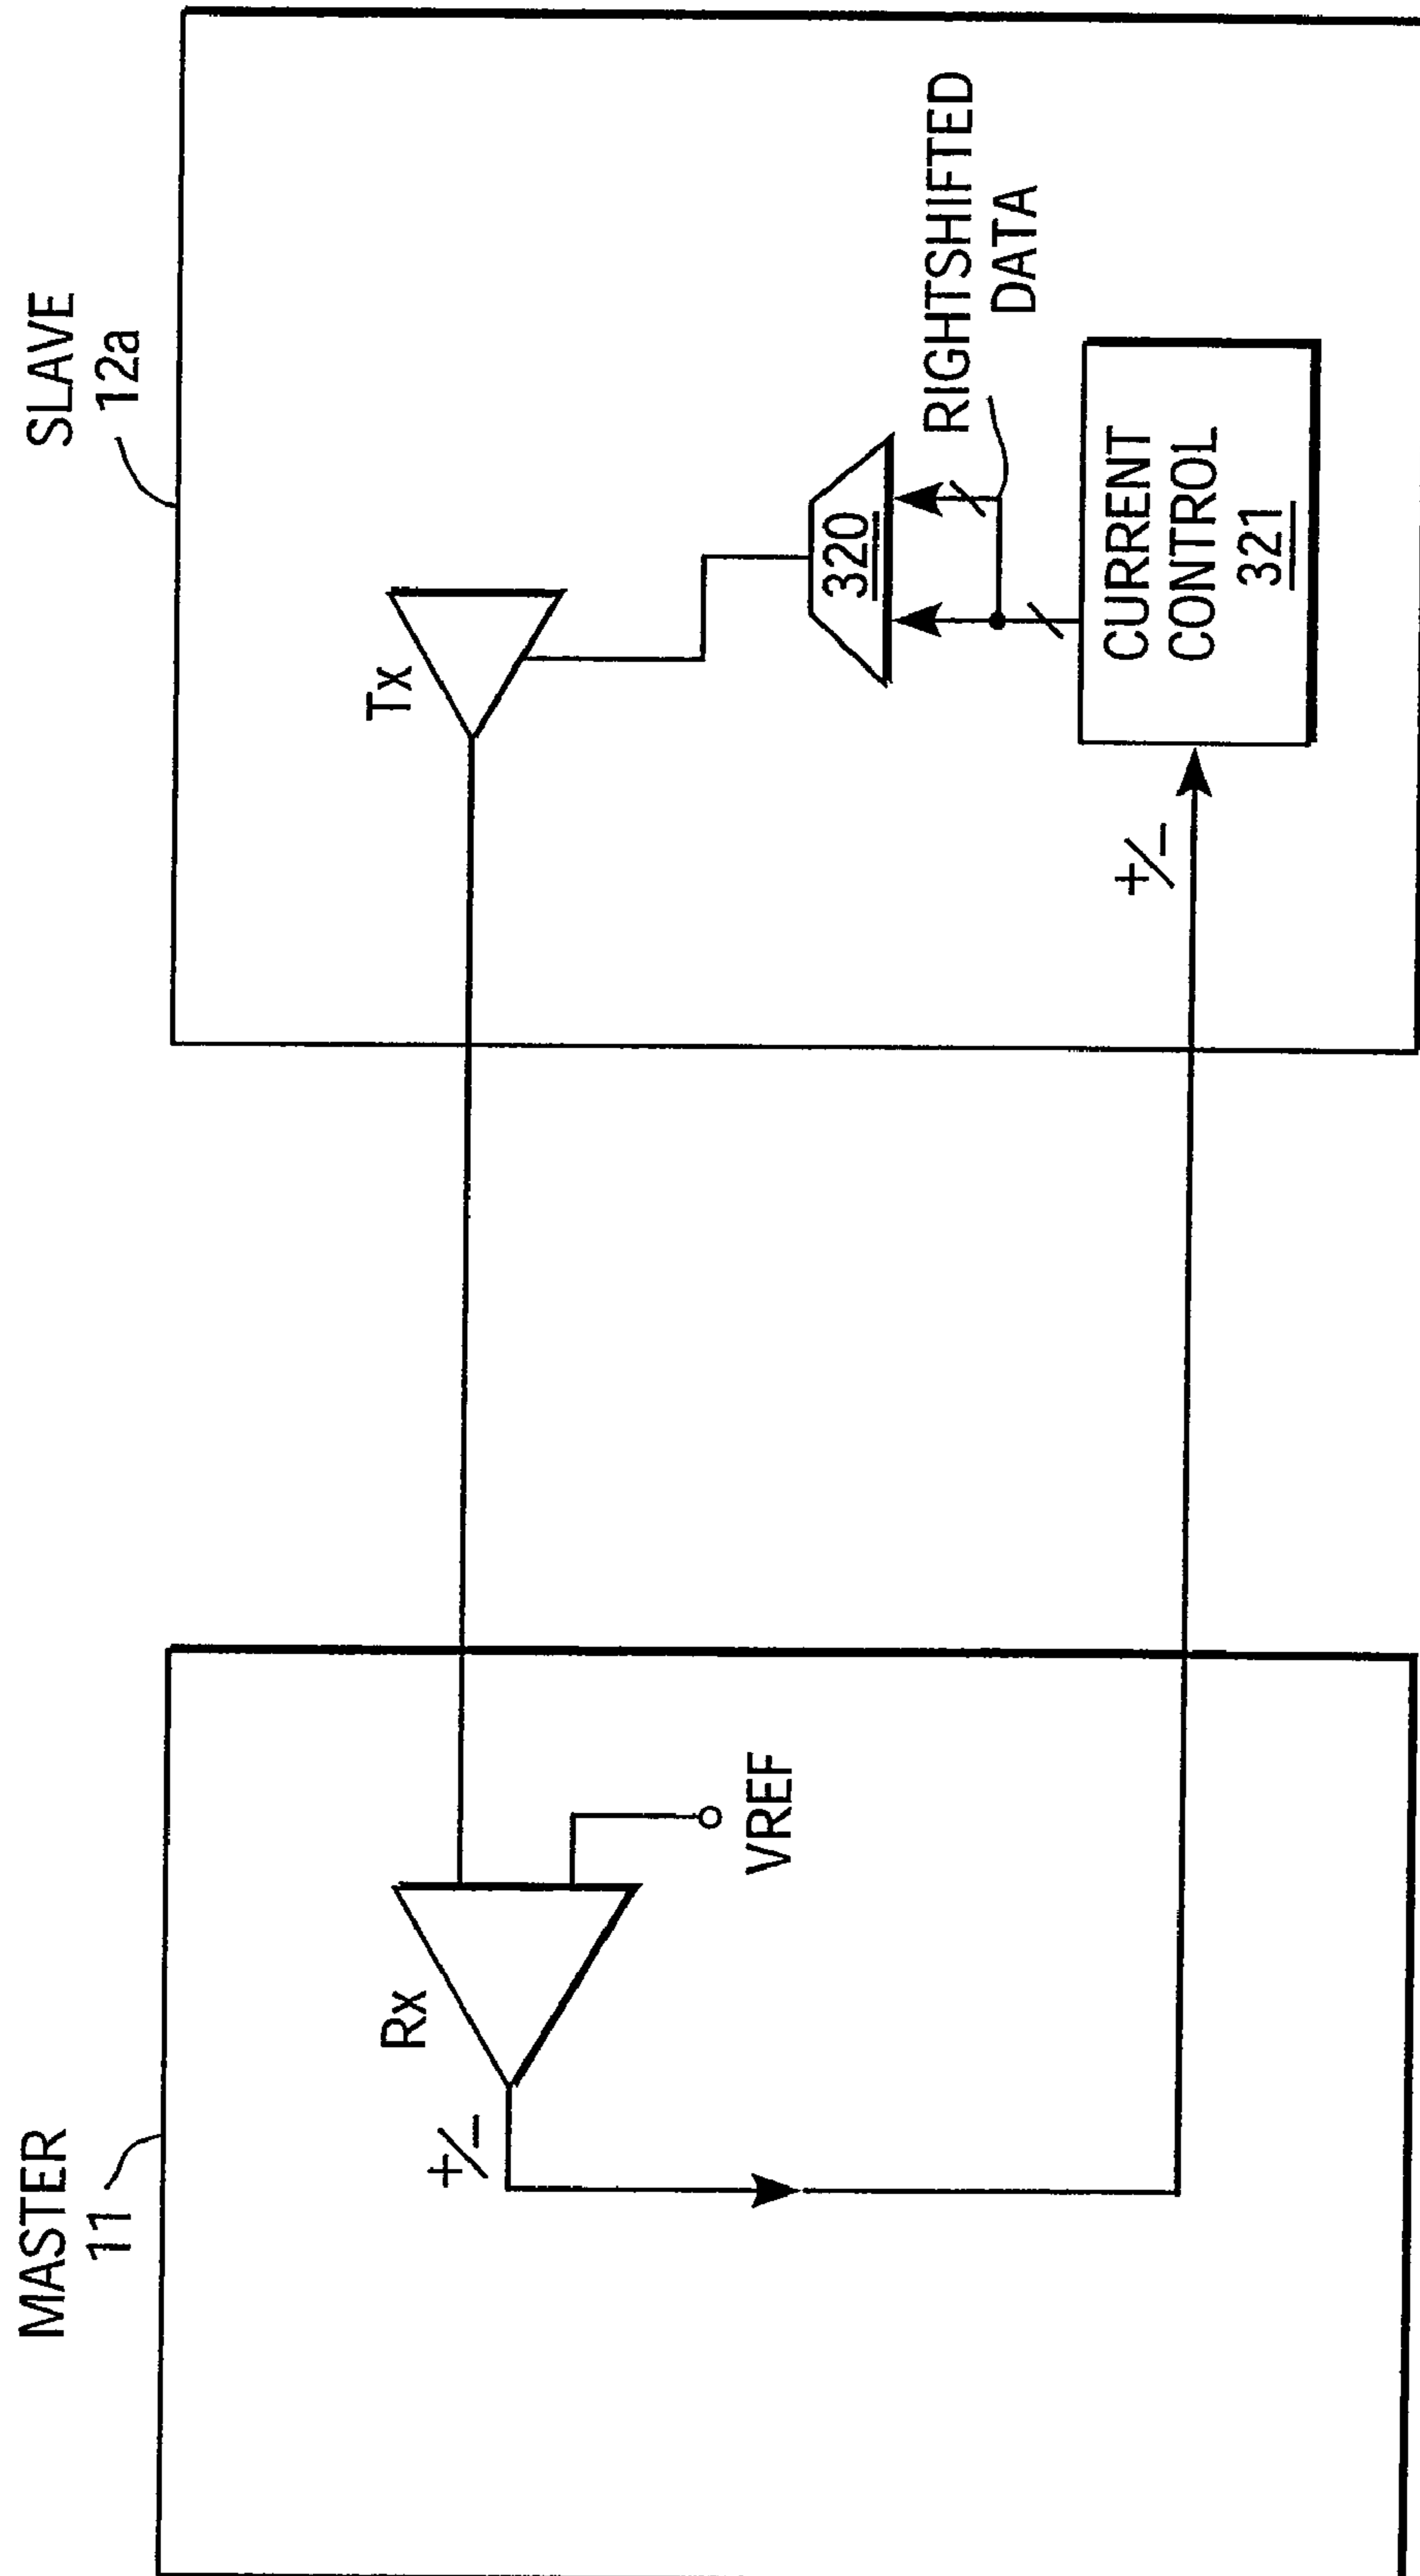 MASTER
11
SLAVE
12a
Rx
+/-
VREF
Tx
320
RIGHTSHIFTED
DATA
+/-
CURRENT
CONTROL
321